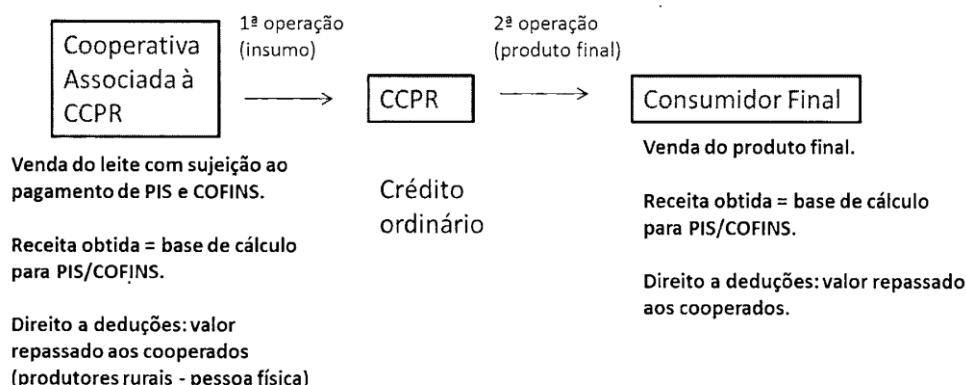 1ª operação
(insumo)
2ª operação
(produto final)
Cooperativa
Associada à
CCPR
CCPR
Consumidor Final
Venda do leite com sujeição ao
pagamento de PIS e COFINS.
Receita obtida = base de cálculo
para PIS/COFINS.
Direito a deduções: valor
repassado aos cooperados
(produtores rurais - pessoa física)
Crédito
ordinário
Venda do produto final.
Receita obtida = base de cálculo
para PIS/COFINS.
Direito a deduções: valor repassado
aos cooperados.